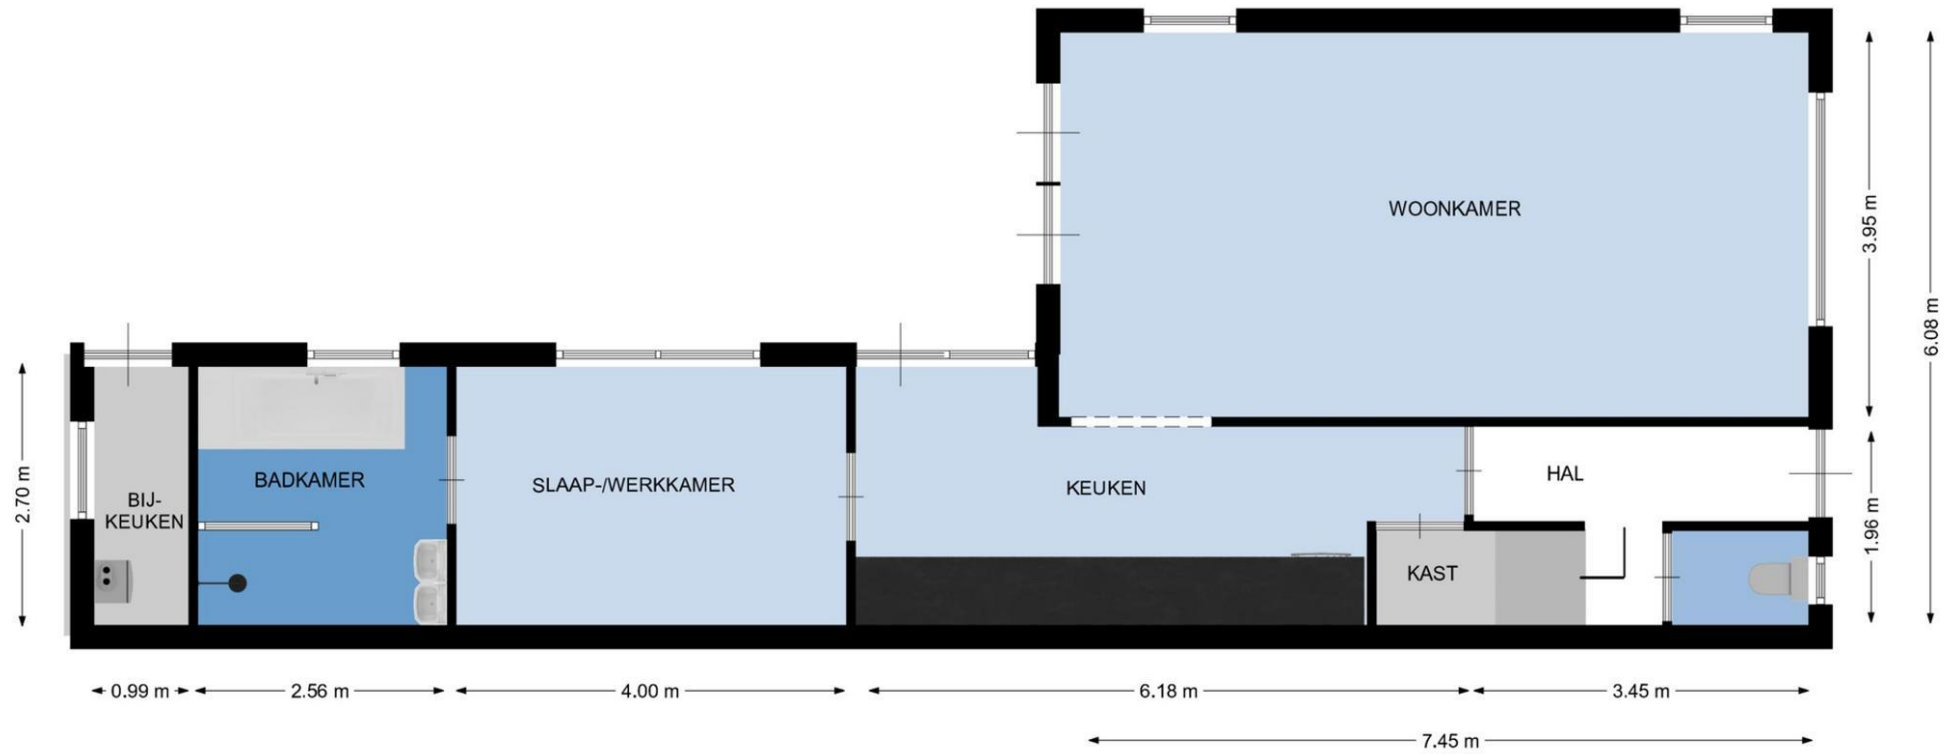 WOONKAMER
3.95 m
6.08 m
BIJ-
KEUKEN
BADKAMER
SLAAP-/WERKKAMER
KEUKEN
HAL
KAST
2.70 m
1.96 m
0.99 m
2.56 m
4.00 m
6.18 m
3.45 m
7.45 m